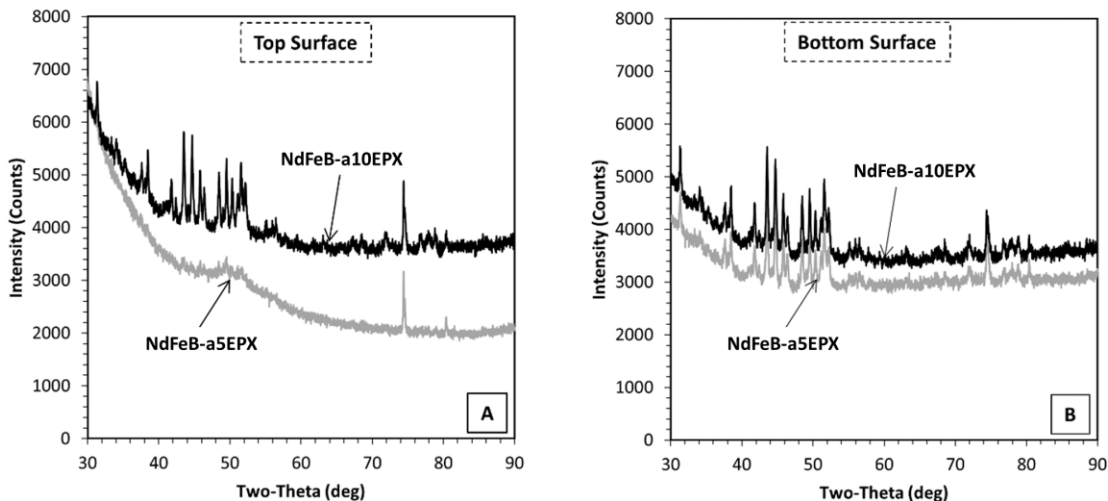 Top Surface
8000
7000
6000
5000
4000
3000
2000
1000
0
Intensity (Counts)
NdFeB-a10EPX
NdFeB-a5EPX
A
30 40 50 60 70 80 90
Two-Theta (deg)
Bottom Surface
8000
7000
6000
5000
4000
3000
2000
1000
0
Intensity (Counts)
NdFeB-a10EPX
NdFeB-a5EPX
B
30 40 50 60 70 80 90
Two-Theta (deg)